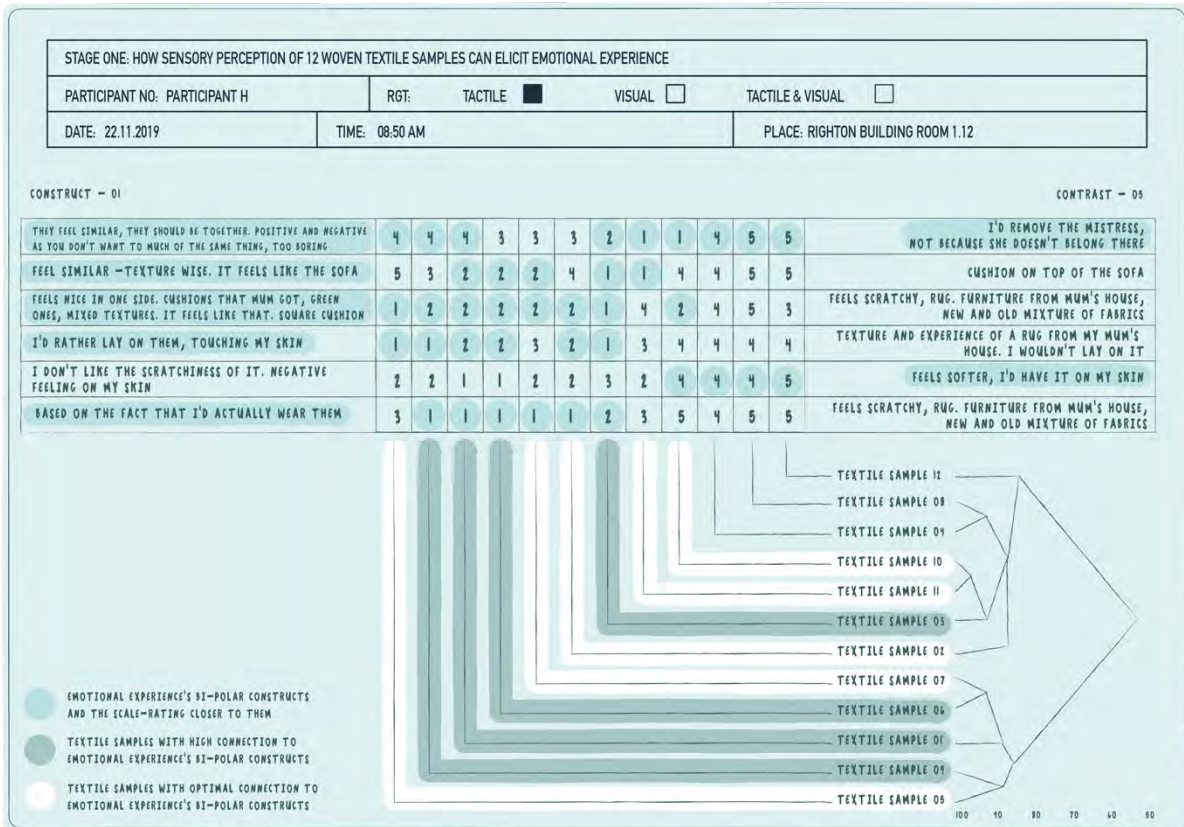 STAGE ONE: HOW SENSORY PERCEPTION OF 12 WOVEN TEXTILE SAMPLES CAN ELICIT EMOTIONAL EXPERIENCE
PARTICIPANT NO: PARTICIPANT H RGT: TACTILE VISUAL TACTILE & VISUAL
DATE: 22.11.2019 TIME: 08:50 AM PLACE: RIGHTON BUILDING ROOM 1.12
CONSTRUCT - 01 CONTRAST - 05
THEY FEEL SIMILAR, THEY SHOULD BE TOGETHER. POSITIVE AND NEGATIVE
AS YOU DON'T WANT TO MUCH OF THE SAME THING, TOO BORING
4 4 4 3 3 3 2 1 1 4 5 5
I'D REMOVE THE MISTRESS,
NOT BECAUSE SHE DOESN'T BELONG THERE
FEEL SIMILAR -TEXTURE WISE. IT FEELS LIKE THE SOFA
5 3 2 2 2 4 1 1 4 4 5 5
CUSHION ON TOP OF THE SOFA
FEELS NICE IN ONE SIDE. CUSHIONS THAT MUM GOT, GREEN
ONES, MIXED TEXTURES. IT FEELS LIKE THAT. SQUARE CUSHION
1 2 2 2 2 2 1 4 2 4 5 3
FEELS SCRATCHY, RUG. FURNITURE FROM MUM'S HOUSE,
NEW AND OLD MIXTURE OF FABRICS
I'D RATHER LAY ON THEM, TOUCHING MY SKIN
1 1 2 2 3 2 1 3 4 4 4 4
TEXTURE AND EXPERIENCE OF A RUG FROM MY MUM'S
HOUSE. I WOULDN'T LAY ON IT
I DON'T LIKE THE SCRATCHINESS OF IT. NEGATIVE
FEELING ON MY SKIN
2 2 1 1 2 2 3 2 4 4 4 5
FEELS SOFTER, I'D HAVE IT ON MY SKIN
BASED ON THE FACT THAT I'D ACTUALLY WEAR THEM
3 1 1 1 1 1 2 3 5 4 5 5
FEELS SCRATCHY, RUG. FURNITURE FROM MUM'S HOUSE,
NEW AND OLD MIXTURE OF FABRICS
TEXTILE SAMPLE 12
TEXTILE SAMPLE 08
TEXTILE SAMPLE 04
TEXTILE SAMPLE 10
TEXTILE SAMPLE 11
TEXTILE SAMPLE 03
TEXTILE SAMPLE 02
TEXTILE SAMPLE 07
TEXTILE SAMPLE 06
TEXTILE SAMPLE 01
TEXTILE SAMPLE 09
TEXTILE SAMPLE 05
100 90 80 70 60 50
EMOTIONAL EXPERIENCE'S BI-POLAR CONSTRUCTS
AND THE SCALE-RATING CLOSER TO THEM
TEXTILE SAMPLES WITH HIGH CONNECTION TO
EMOTIONAL EXPERIENCE'S BI-POLAR CONSTRUCTS
TEXTILE SAMPLES WITH OPTIMAL CONNECTION TO
EMOTIONAL EXPERIENCE'S BI-POLAR CONSTRUCTS